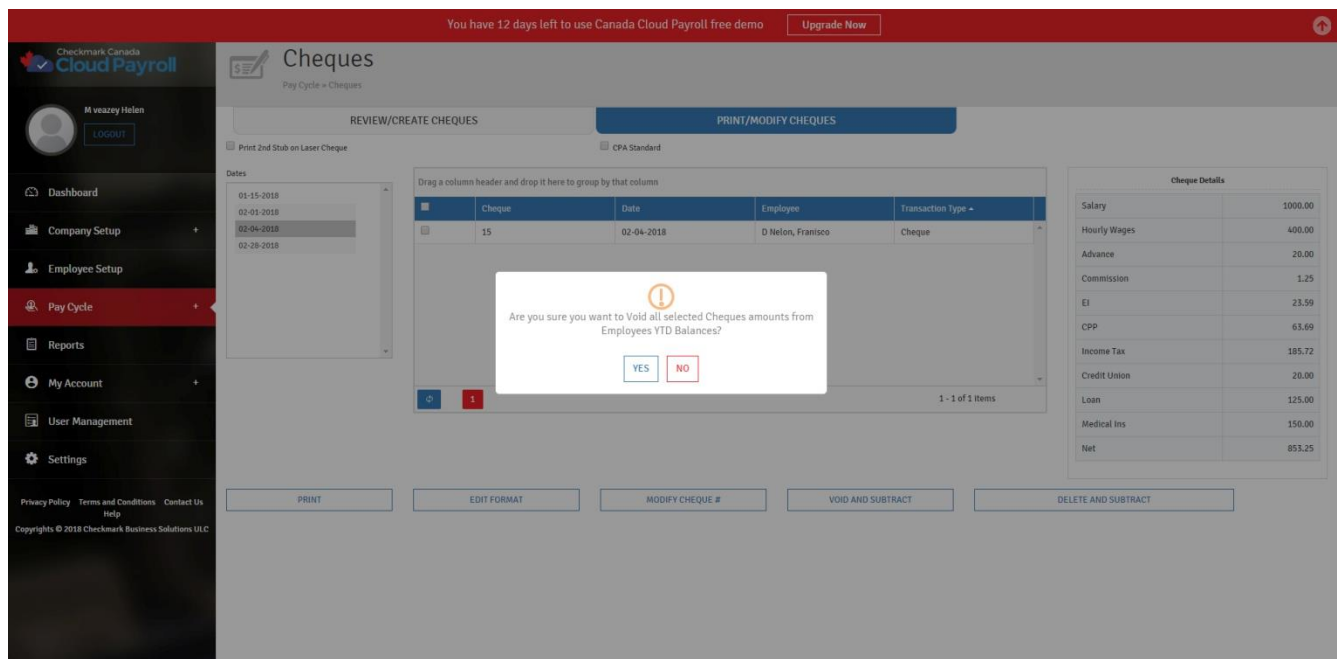 You have 12 days left to use Canada Cloud Payroll free demo Upgrade Now
Checkmark Canada
Cloud Payroll
M veazey Helen
LOGOUT
Dashboard
Company Setup +
Employee Setup
Pay Cycle +
Reports
My Account +
User Management
Settings
Privacy Policy Terms and Conditions Contact Us
Help
Copyrights © 2018 Checkmark Business Solutions ULC
Cheques
Pay Cycle » Cheques
REVIEW/CREATE CHEQUES PRINT/MODIFY CHEQUES
Print 2nd Stub on Laser Cheque CPA Standard
Dates
01-15-2018
02-01-2018
02-04-2018
02-28-2018
Drag a column header and drop it here to group by that column
Cheque Date Employee Transaction Type
15 02-04-2018 D Nelon, Franisco Cheque
Are you sure you want to Void all selected Cheques amounts from
Employees YTD Balances?
YES NO
1 1 - 1 of 1 items
Cheque Details
Salary 1000.00
Hourly Wages 400.00
Advance 20.00
Commission 1.25
EI 23.59
CPP 63.69
Income Tax 185.72
Credit Union 20.00
Loan 125.00
Medical Ins 150.00
Net 853.25
PRINT EDIT FORMAT MODIFY CHEQUE # VOID AND SUBTRACT DELETE AND SUBTRACT